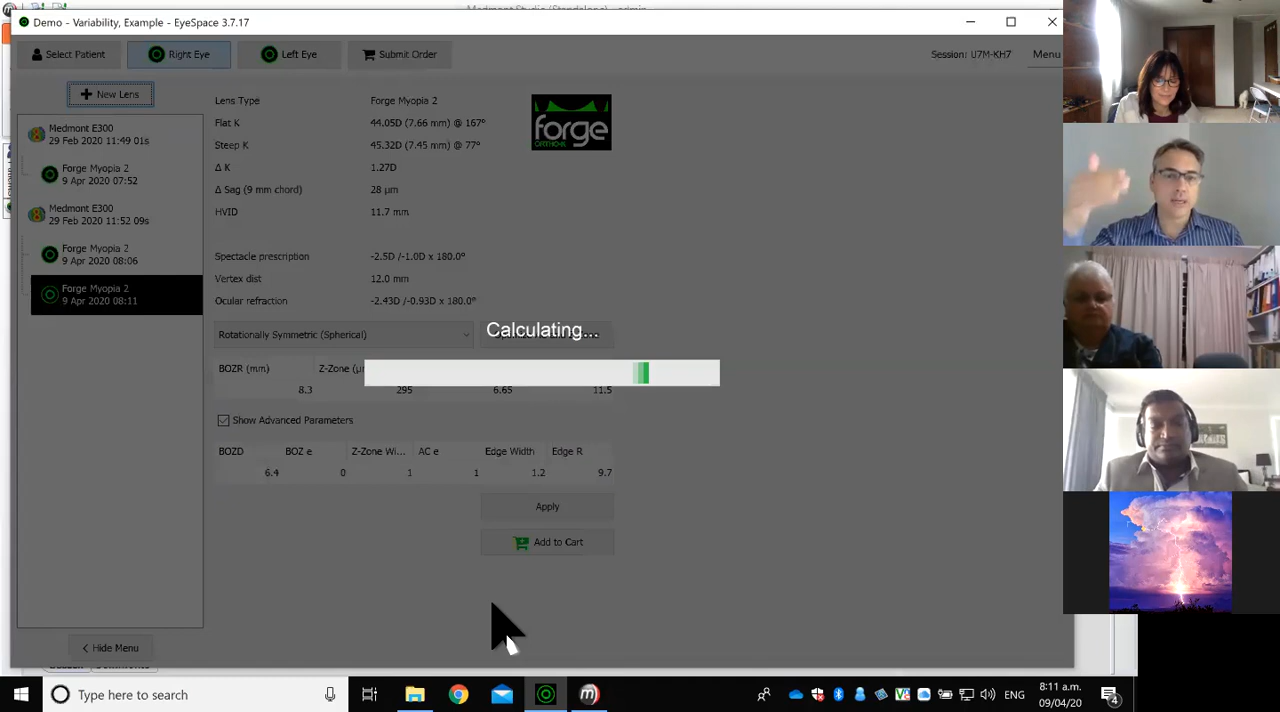 Demo - Variability, Example - EyeSpace 3.7.17
Select Patient
Right Eye
Left Eye
Submit Order
Session: U7M-KH7
Menu
New Lens
Medmont E300
29 Feb 2020 11:49 01s
Forge Myopia 2
9 Apr 2020 07:52
Medmont E300
29 Feb 2020 11:52 09s
Forge Myopia 2
9 Apr 2020 08:06
Forge Myopia 2
9 Apr 2020 08:11
Hide Menu
Lens Type Forge Myopia 2
Flat K 44.05D (7.66 mm) @ 167°
Steep K 45.32D (7.45 mm) @ 77°
Δ K 1.27D
Δ Sag (9 mm chord) 28 µm
HVID 11.7 mm
Spectacle prescription -2.5D /-1.0D x 180.0°
Vertex dist 12.0 mm
Ocular refraction -2.43D /-0.93D x 180.0°
forge
ORTHO-K
Rotationally Symmetric (Spherical)
Calculating...
BOZR (mm) Z-Zone (µ
8.3 295 6.65 11.5
Show Advanced Parameters
BOZD BOZ e Z-Zone Wi... AC e Edge Width Edge R
6.4 0 1 1 1.2 9.7
Apply
Add to Cart
Type here to search
ENG
8:11 a.m.
09/04/20
4